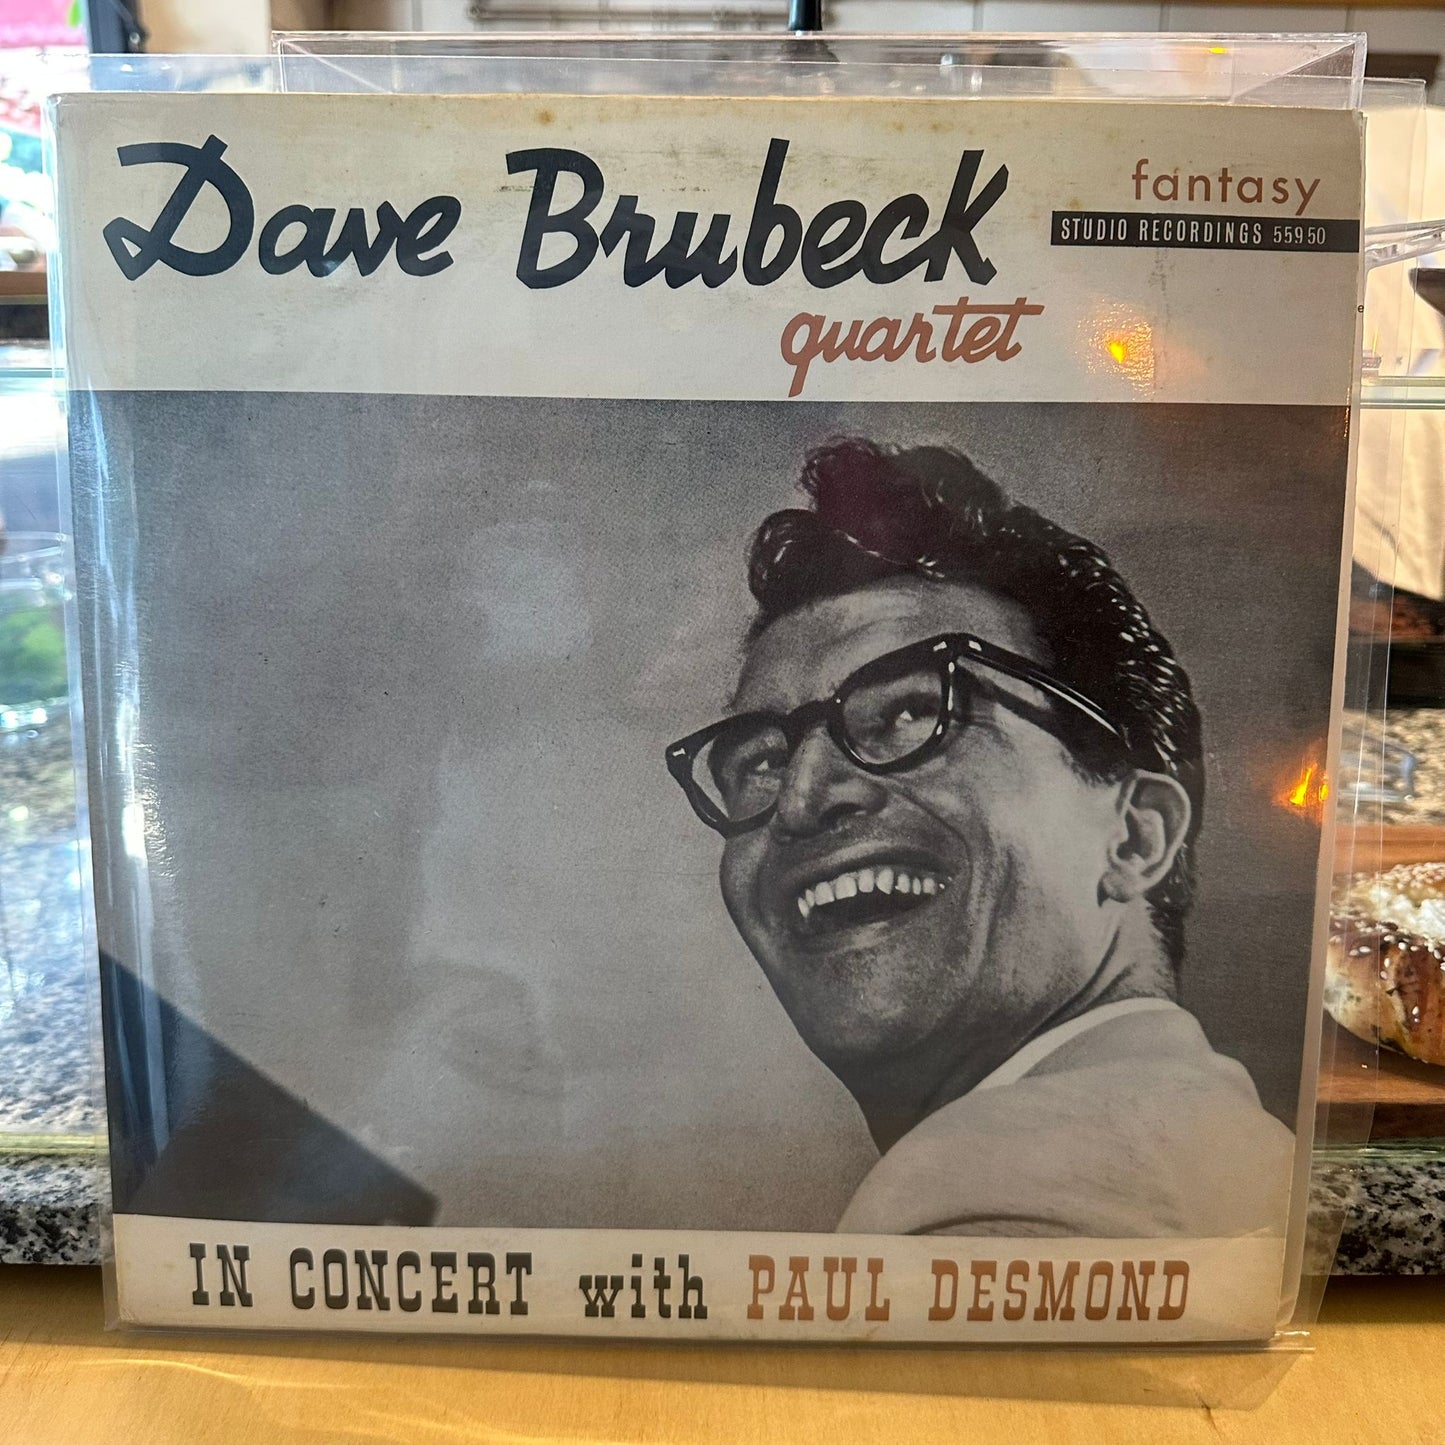 Dave Brubeck
quartet
fantasy
STUDIO RECORDINGS 55950
IN CONCERT with PAUL DESMOND